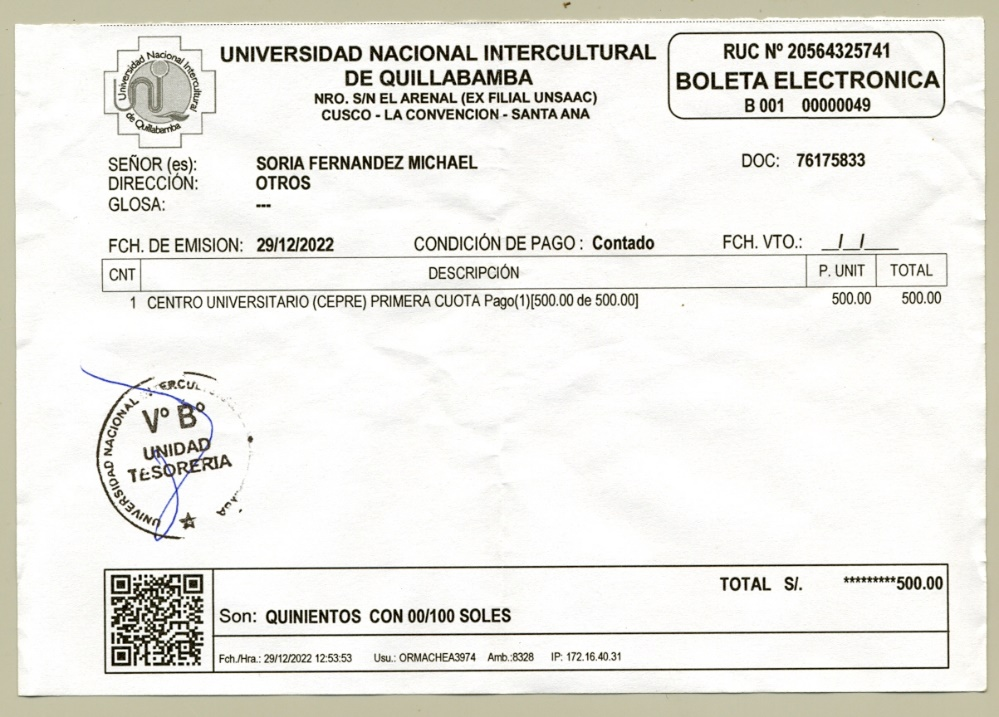 Universidad Nacional Intercultural
de Quillabamba
UNIVERSIDAD NACIONAL INTERCULTURAL
DE QUILLABAMBA
NRO. S/N EL ARENAL (EX FILIAL UNSAAC)
CUSCO - LA CONVENCION - SANTA ANA
RUC Nº 20564325741
BOLETA ELECTRONICA
B 001 00000049
SEÑOR (es): SORIA FERNANDEZ MICHAEL
DOC: 76175833
DIRECCIÓN: OTROS
GLOSA: ---
FCH. DE EMISION: 29/12/2022 CONDICIÓN DE PAGO : Contado FCH. VTO.: __/__/____
CNT DESCRIPCIÓN P. UNIT TOTAL
1 CENTRO UNIVERSITARIO (CEPRE) PRIMERA CUOTA Pago(1)[500.00 de 500.00] 500.00 500.00
UNIVERSIDAD NACIONAL
Vº Bº
UNIDAD
TESORERIA
TOTAL S/. *********500.00
Son: QUINIENTOS CON 00/100 SOLES
Fch./Hra.: 29/12/2022 12:53:53 Usu.: ORMACHEA3974 Amb.:8328 IP: 172.16.40.31